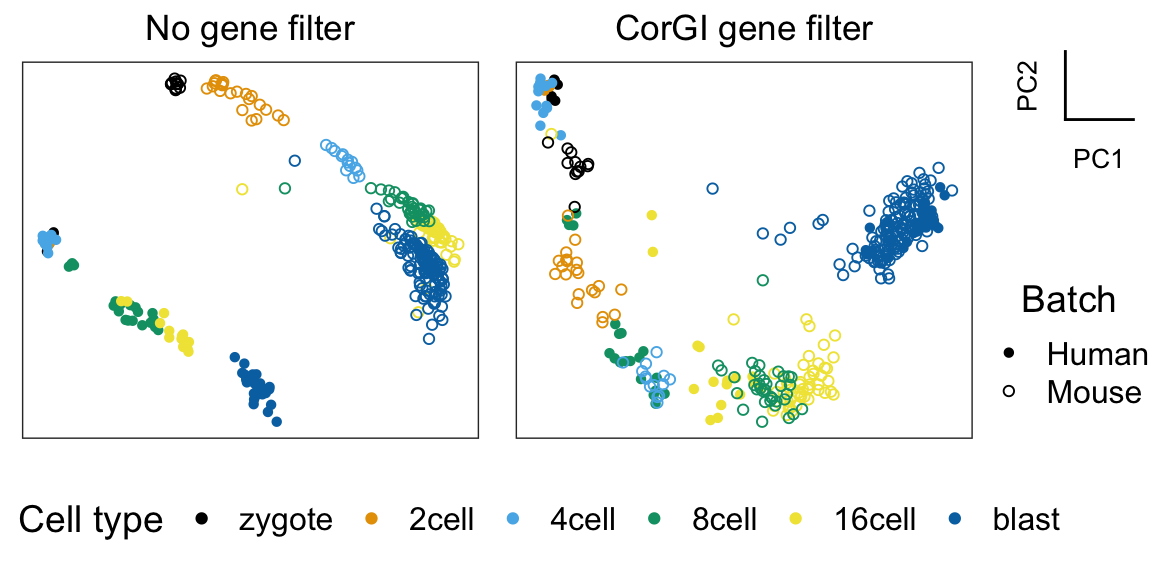 No gene filter
CorGI gene filter
PC2
PC1
Batch
Human
Mouse
Cell type zygote 2cell 4cell 8cell 16cell blast